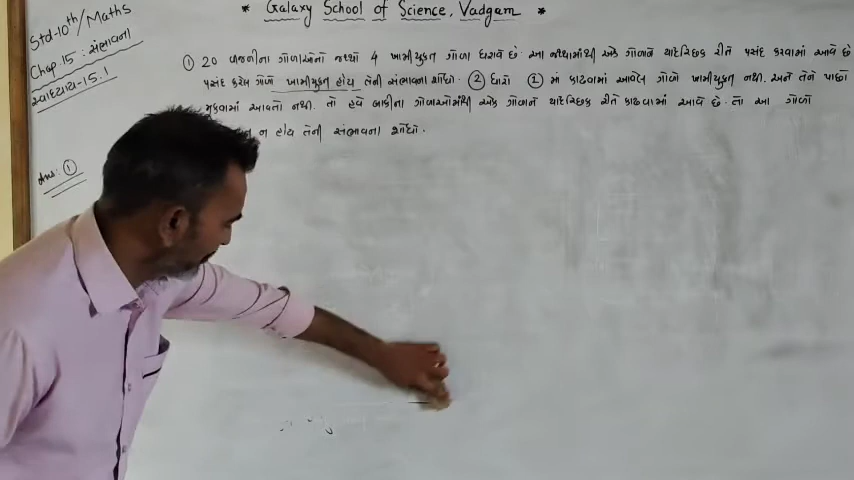 * Galaxy School of Science, Vadgam *
Std-10th/Maths
Chap.15 : સંભાવના
સ્વાધ્યાય-15.1
① 20 વીજળીના ગોળાઓનો જથ્થો 4 ખામીયુક્ત ગોળા ધરાવે છે. આ જથ્થામાંથી એક ગોળાને યાદૈચ્છિક રીતે પસંદ કરવામાં આવે છે
પસંદ કરેલ ગોળો ખામીયુક્ત હોય તેની સંભાવના શોધો. ② ધારો ① માં કાઢવામાં આવેલ ગોળો ખામીયુક્ત નથી. અને તેને પાછો
મુકવામાં આવતો નથી. તો હવે બાકીના ગોળાઓમાંથી એક ગોળાને યાદૈચ્છિક રીતે કાઢવામાં આવે છે. તો આ ગોળો
ન હોય તેની સંભાવના શોધો.
Ans: ①